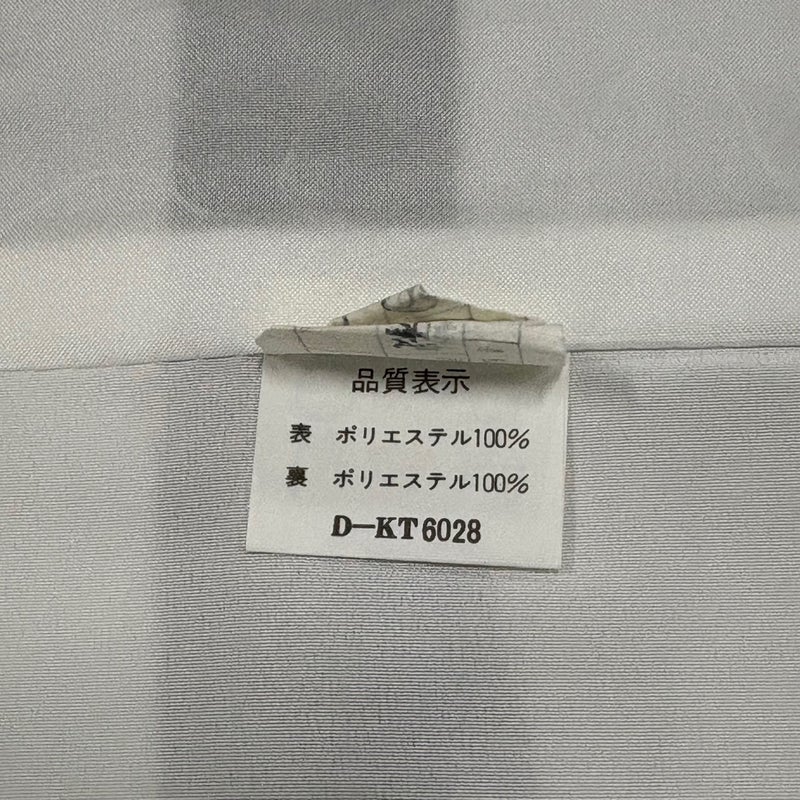 品質表示
表 ポリエステル100%
裏 ポリエステル100%
D-KT6028